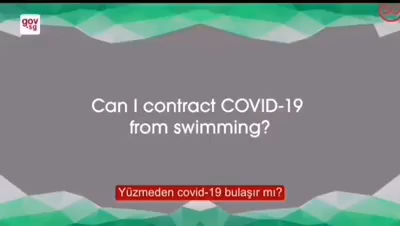 gov
sg
Can I contract COVID-19
from swimming?
Yüzmeden covid-19 bulaşır mı?